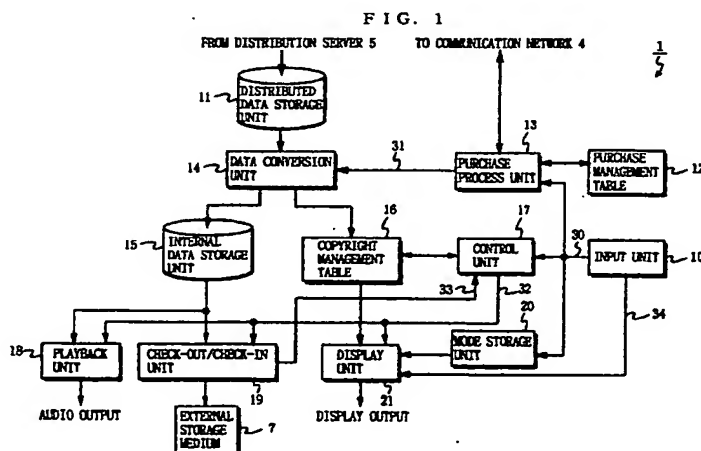 FIG. 1
FROM DISTRIBUTION SERVER 5
TO COMMUNICATION NETWORK 4
1
11
DISTRIBUTED
DATA STORAGE
UNIT
13
14
DATA CONVERSION
UNIT
31
PURCHASE
PROCESS UNIT
PURCHASE
MANAGEMENT
TABLE
12
15
INTERNAL
DATA STORAGE
UNIT
16
COPYRIGHT
MANAGEMENT
TABLE
17
CONTROL
UNIT
30
INPUT UNIT
10
33
32
20
34
18
PLAYBACK
UNIT
CHECK-OUT/CHECK-IN
UNIT
19
DISPLAY
UNIT
21
MODE STORAGE
UNIT
AUDIO OUTPUT
EXTERNAL
STORAGE
MEDIUM
7
DISPLAY OUTPUT